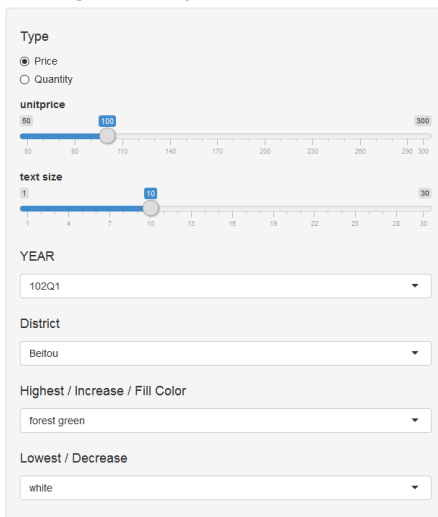 Type
Price
Quantity
unitprice
50 100 300
50 80 110 140 170 200 230 260 290 300
text size
1 10 30
1 4 7 10 13 16 19 22 25 28 30
YEAR
102Q1
District
Beitou
Highest / Increase / Fill Color
forest green
Lowest / Decrease
white